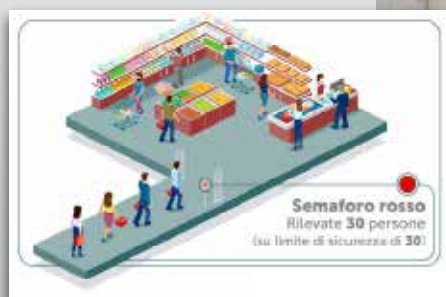 Semaforo rosso
Rilevate 30 persone
(su limite di sicurezza di 30)